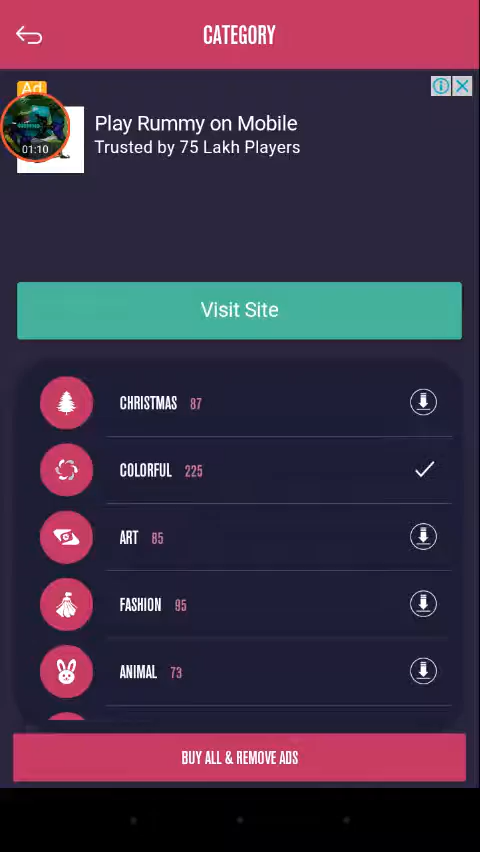 CATEGORY
Ad
01:10
Play Rummy on Mobile
Trusted by 75 Lakh Players
Visit Site
CHRISTMAS 87
COLORFUL 225
ART 85
FASHION 95
ANIMAL 73
BUY ALL & REMOVE ADS